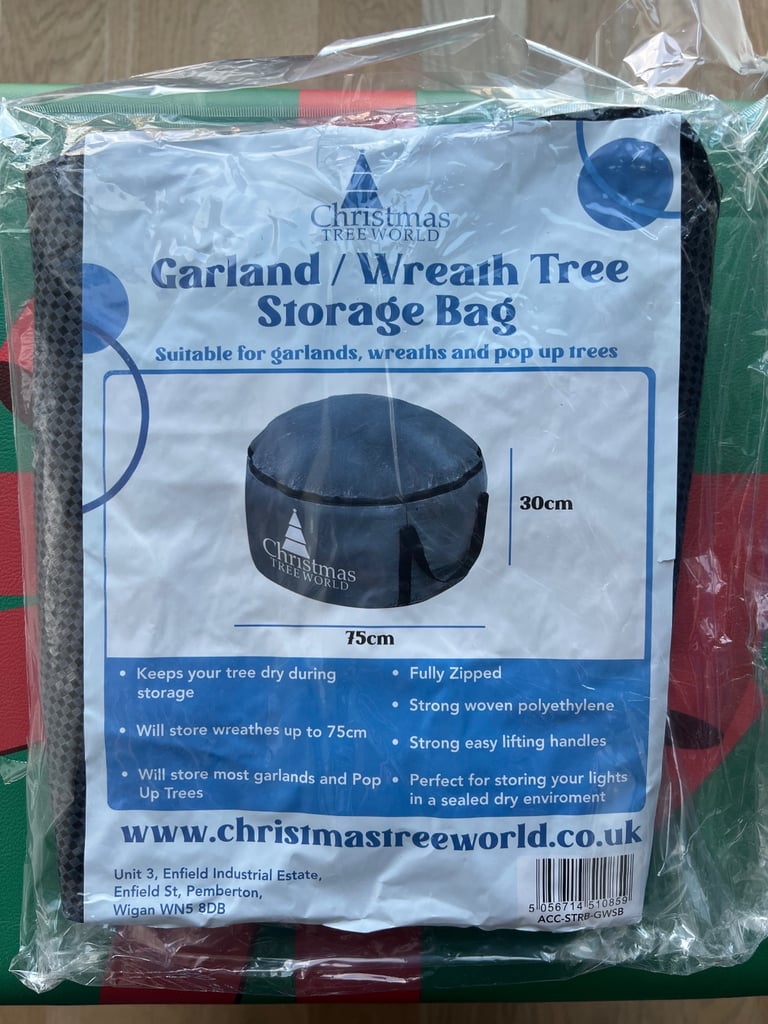 Christmas
TREE WORLD
Garland / Wreath Tree
Storage Bag
Suitable for garlands, wreaths and pop up trees
30cm
Christmas
TREE WORLD
75cm
• Keeps your tree dry during
storage
• Will store wreathes up to 75cm
• Will store most garlands and Pop
Up Trees
• Fully Zipped
• Strong woven polyethylene
• Strong easy lifting handles
• Perfect for storing your lights
in a sealed dry enviroment
www.christmastreeworld.co.uk
Unit 3, Enfield Industrial Estate,
Enfield St, Pemberton,
Wigan WN5 8DB
5 056714 510859
ACC-STRB-GWSB